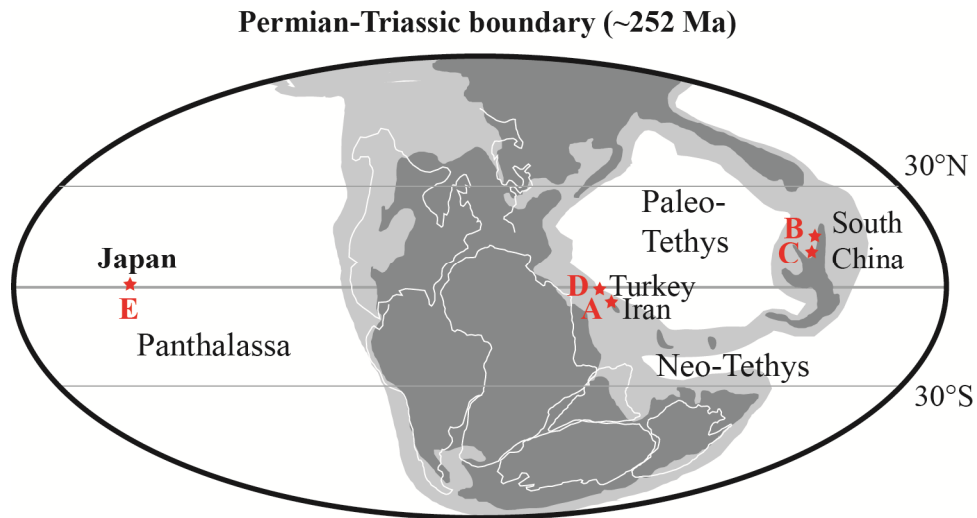 Permian-Triassic boundary (~252 Ma)
30°N
Paleo-
Tethys
B South
C China
Japan
E
D Turkey
A Iran
Panthalassa
Neo-Tethys
30°S